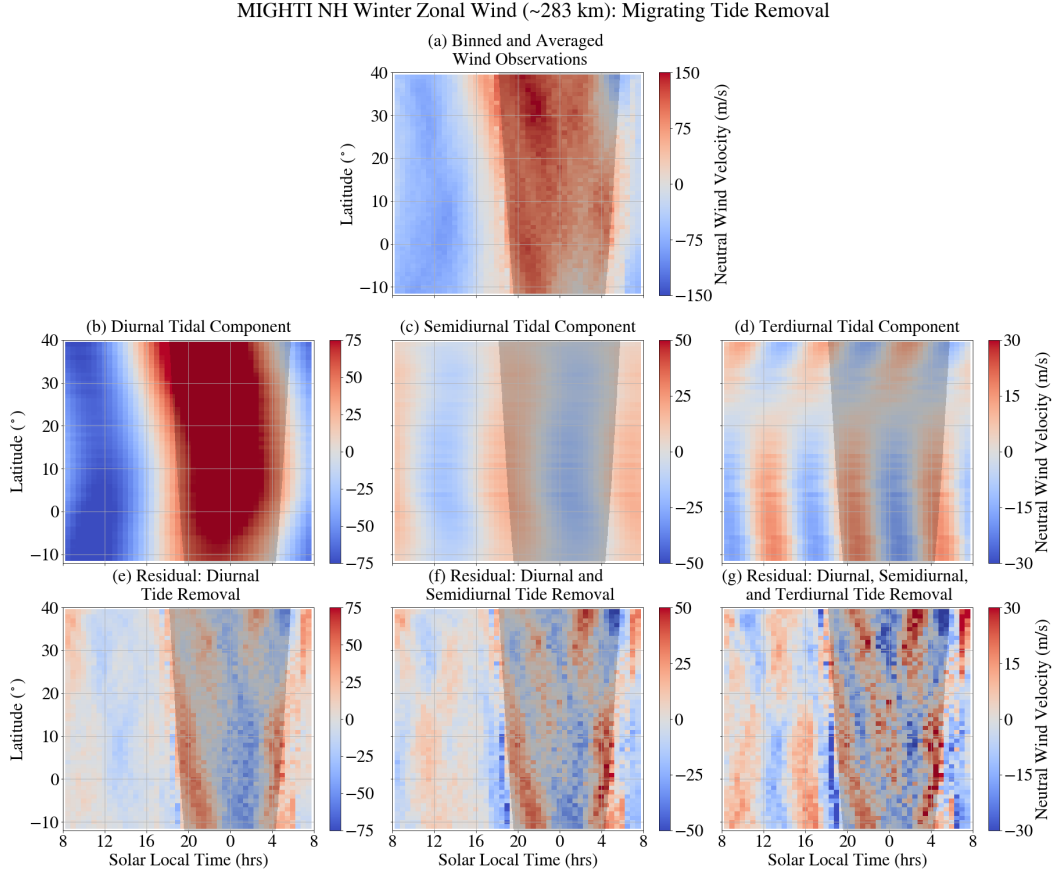 MIGHTI NH Winter Zonal Wind (~283 km): Migrating Tide Removal
(a) Binned and Averaged
Wind Observations
40
30
20
10
0
−10
Latitude (°)
150
75
0
−75
−150
Neutral Wind Velocity (m/s)
(b) Diurnal Tidal Component
40
30
20
10
0
−10
Latitude (°)
75
50
25
0
−25
−50
−75
(c) Semidiurnal Tidal Component
50
25
0
−25
−50
(d) Terdiurnal Tidal Component
30
15
0
−15
−30
Neutral Wind Velocity (m/s)
(e) Residual: Diurnal
Tide Removal
40
30
20
10
0
−10
Latitude (°)
8 12 16 20 0 4 8
Solar Local Time (hrs)
75
50
25
0
−25
−50
−75
(f) Residual: Diurnal and
Semidiurnal Tide Removal
8 12 16 20 0 4 8
Solar Local Time (hrs)
50
25
0
−25
−50
(g) Residual: Diurnal, Semidiurnal,
and Terdiurnal Tide Removal
8 12 16 20 0 4 8
Solar Local Time (hrs)
30
15
0
−15
−30
Neutral Wind Velocity (m/s)